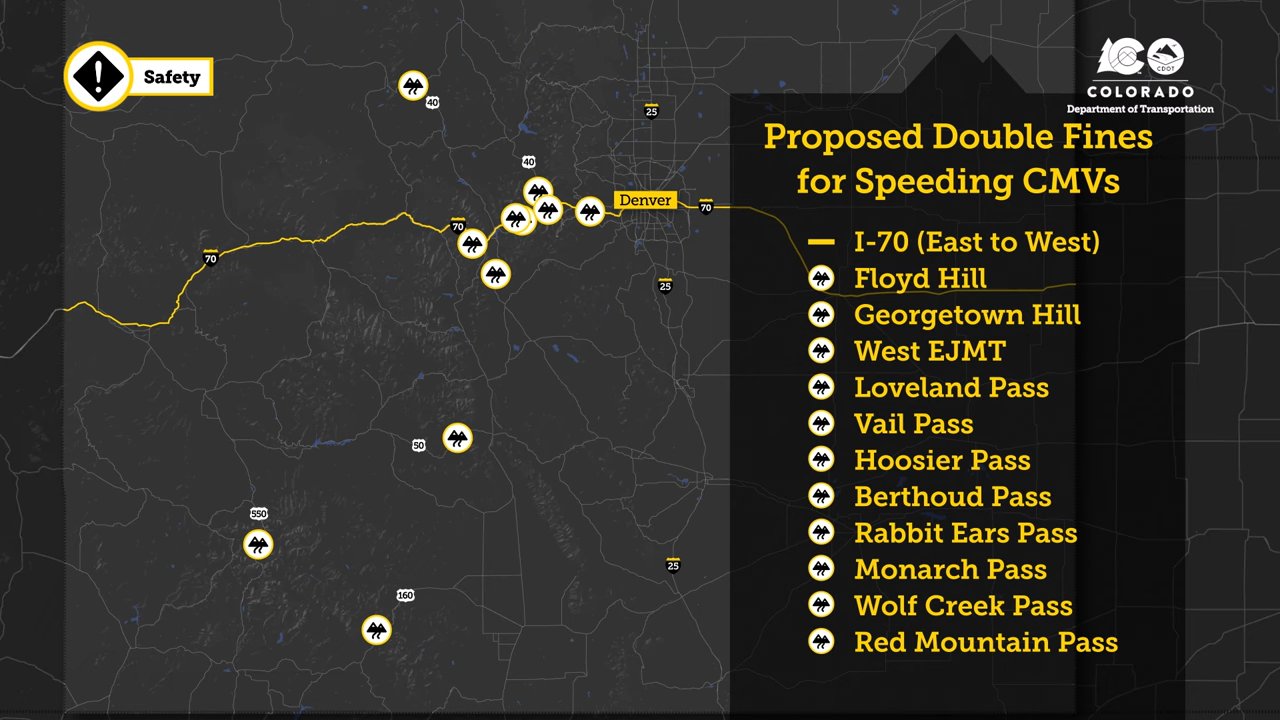 Safety
40
25
40
Denver
70
70
70
25
50
550
25
160
CDOT
COLORADO
Department of Transportation
Proposed Double Fines
for Speeding CMVs
I-70 (East to West)
Floyd Hill
Georgetown Hill
West EJMT
Loveland Pass
Vail Pass
Hoosier Pass
Berthoud Pass
Rabbit Ears Pass
Monarch Pass
Wolf Creek Pass
Red Mountain Pass